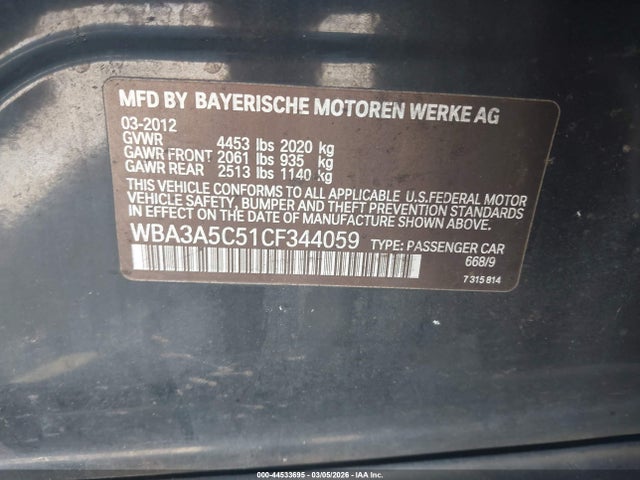 MFD BY BAYERISCHE MOTOREN WERKE AG
03-2012
GVWR 4453 lbs 2020 kg
GAWR FRONT 2061 lbs 935 kg
GAWR REAR 2513 lbs 1140 kg
THIS VEHICLE CONFORMS TO ALL APPLICABLE U.S.FEDERAL MOTOR
VEHICLE SAFETY, BUMPER AND THEFT PREVENTION STANDARDS
IN EFFECT ON THE DATE OF MANUFACTURE SHOWN ABOVE.
WBA3A5C51CF344059 TYPE: PASSENGER CAR
668/9
7 315 814
000-44533695 - 03/05/2026 - IAAI.COM